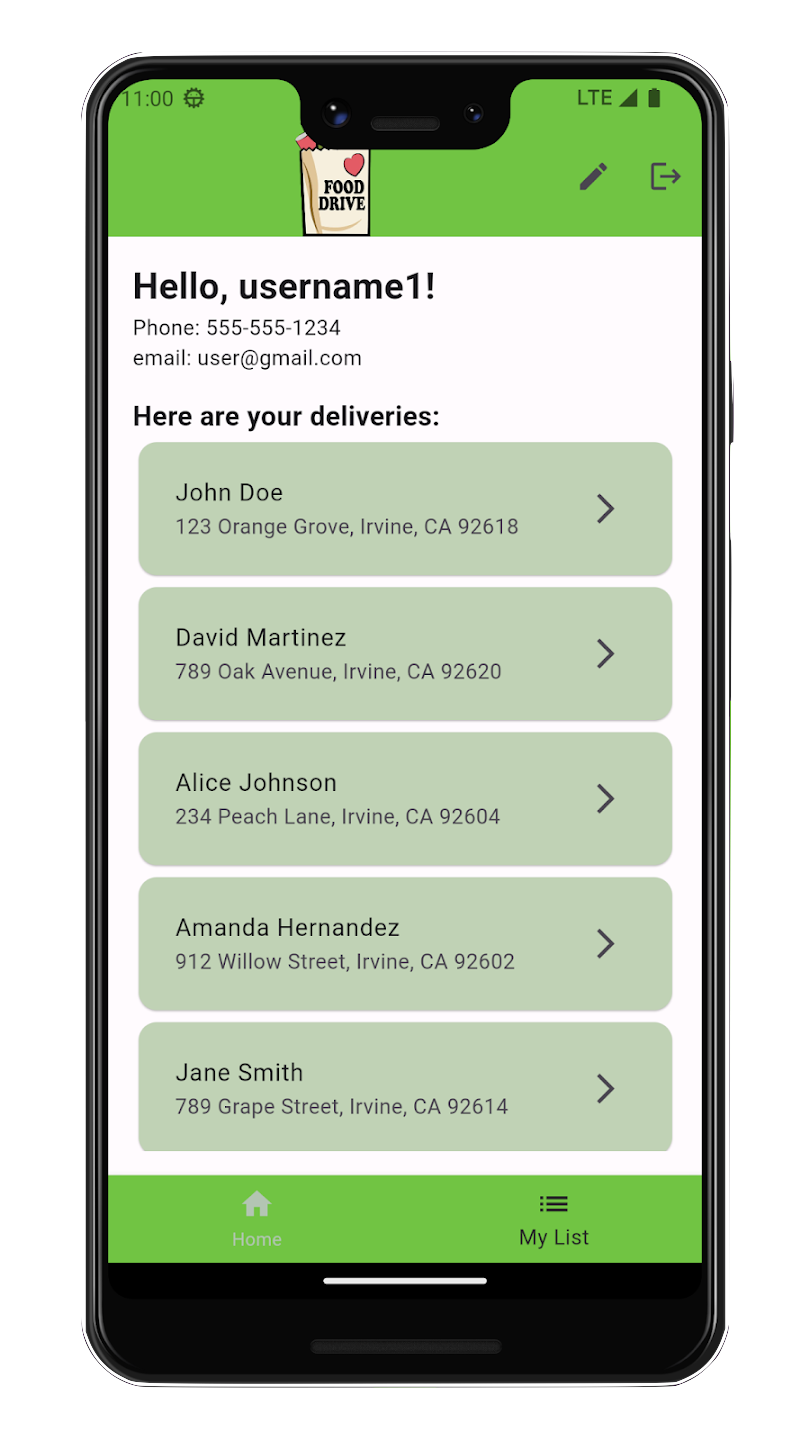 11:00
LTE
FOOD
DRIVE
Hello, username1!
Phone: 555-555-1234
email: user@gmail.com
Here are your deliveries:
John Doe
123 Orange Grove, Irvine, CA 92618
David Martinez
789 Oak Avenue, Irvine, CA 92620
Alice Johnson
234 Peach Lane, Irvine, CA 92604
Amanda Hernandez
912 Willow Street, Irvine, CA 92602
Jane Smith
789 Grape Street, Irvine, CA 92614
Home
My List